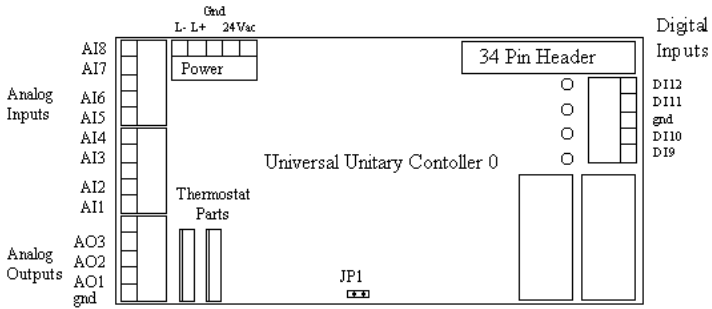 Gnd
L- L+ 24Vac
Power
34 Pin Header
Digital
Inputs
AI8
AI7
AI6
AI5
AI4
AI3
AI2
AI1
Analog
Inputs
DI12
DI11
gnd
DI10
DI9
Universal Unitary Contoller 0
Thermostat
Parts
AO3
AO2
AO1
gnd
Analog
Outputs
JP1